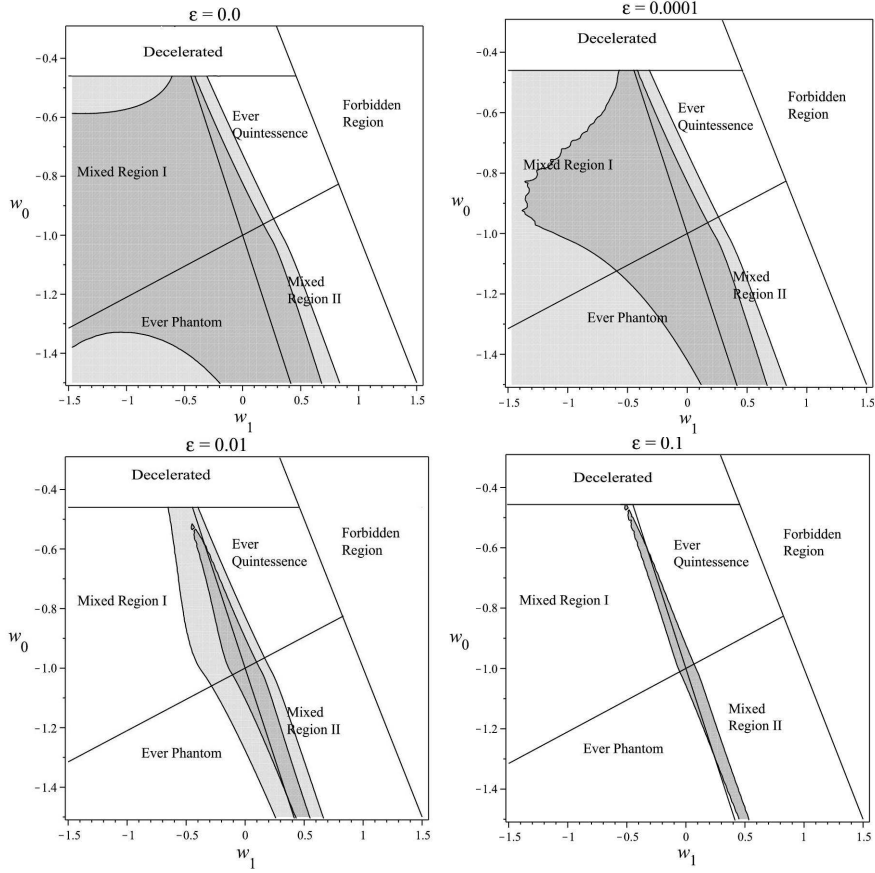 ε = 0.0
Decelerated
Forbidden
Region
Ever
Quintessence
Mixed Region I
Mixed
Region II
Ever Phantom
w0
−0.4
−0.6
−0.8
−1.0
−1.2
−1.4
−1.5
−1
−0.5
0
0.5
1
1.5
w1
ε = 0.0001
Decelerated
Forbidden
Region
Ever
Quintessence
Mixed Region I
Mixed
Region II
Ever Phantom
w0
−0.4
−0.6
−0.8
−1.0
−1.2
−1.4
−1.5
−1
−0.5
0
0.5
1
1.5
w1
ε = 0.01
Decelerated
Forbidden
Region
Ever
Quintessence
Mixed Region I
Mixed
Region II
Ever Phantom
w0
−0.4
−0.6
−0.8
−1.0
−1.2
−1.4
−1.5
−1
−0.5
0
0.5
1
1.5
w1
ε = 0.1
Decelerated
Forbidden
Region
Ever
Quintessence
Mixed Region I
Mixed
Region II
Ever Phantom
w0
−0.4
−0.6
−0.8
−1.0
−1.2
−1.4
−1.5
−1
−0.5
0
0.5
1
1.5
w1